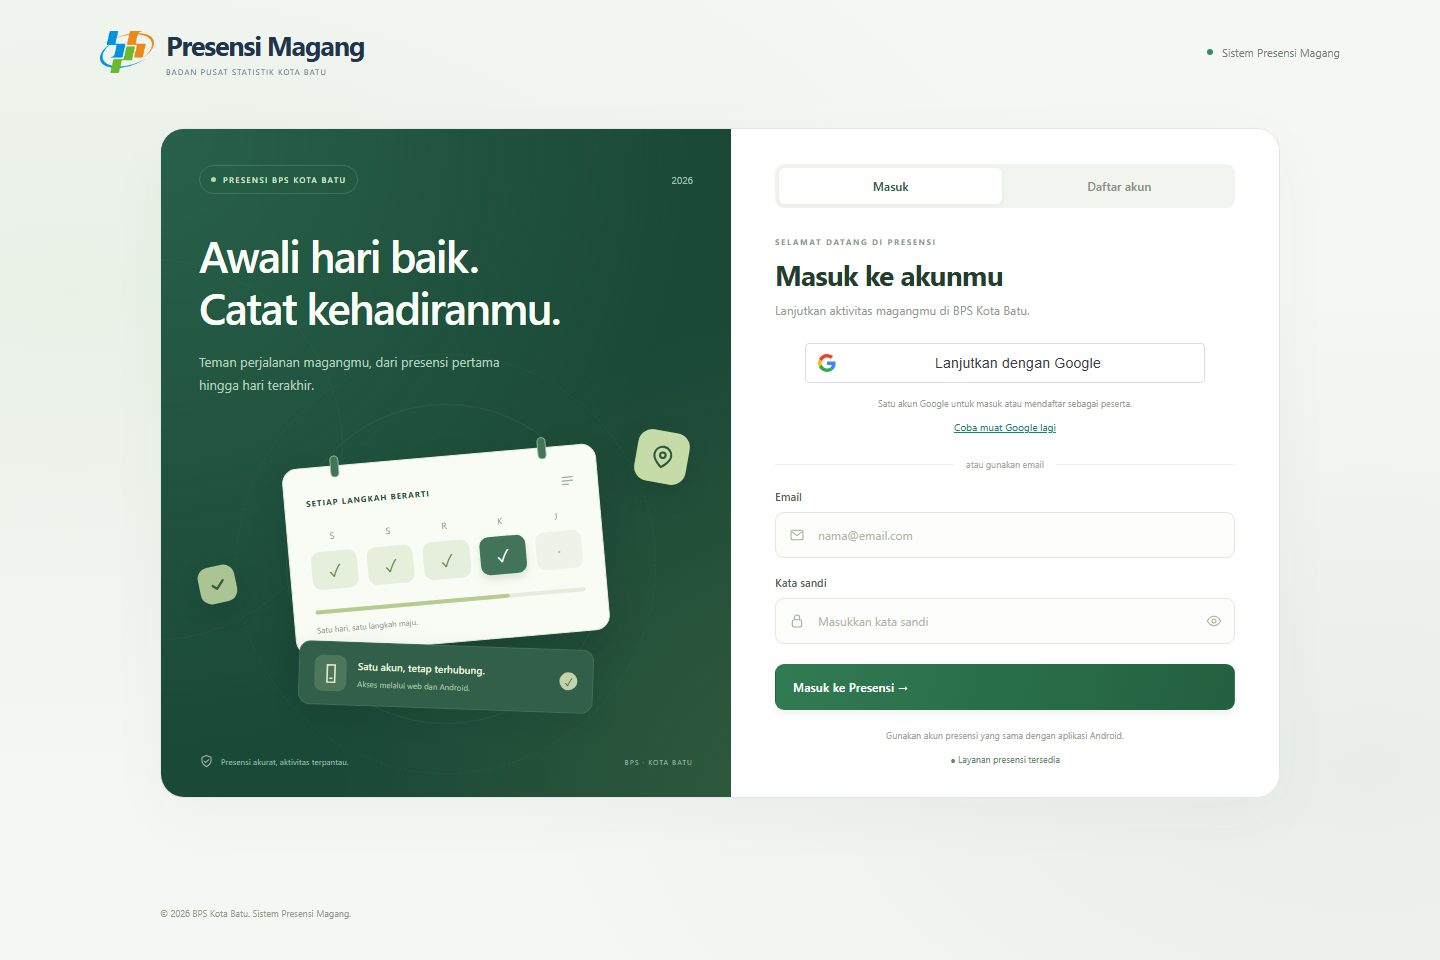 Presensi Magang
BADAN PUSAT STATISTIK KOTA BATU
Sistem Presensi Magang
PRESENSI BPS KOTA BATU
2026
Awali hari baik.
Catat kehadiranmu.
Teman perjalanan magangmu, dari presensi pertama
hingga hari terakhir.
SETIAP LANGKAH BERARTI
S S R K J
Satu hari, satu langkah maju.
Satu akun, tetap terhubung.
Akses melalui web dan Android.
Presensi akurat, aktivitas terpantau.
BPS · KOTA BATU
Masuk
Daftar akun
SELAMAT DATANG DI PRESENSI
Masuk ke akunmu
Lanjutkan aktivitas magangmu di BPS Kota Batu.
Lanjutkan dengan Google
Satu akun Google untuk masuk atau mendaftar sebagai peserta.
Coba muat Google lagi
atau gunakan email
Email
nama@email.com
Kata sandi
Masukkan kata sandi
Masuk ke Presensi →
Gunakan akun presensi yang sama dengan aplikasi Android.
Layanan presensi tersedia
© 2026 BPS Kota Batu. Sistem Presensi Magang.